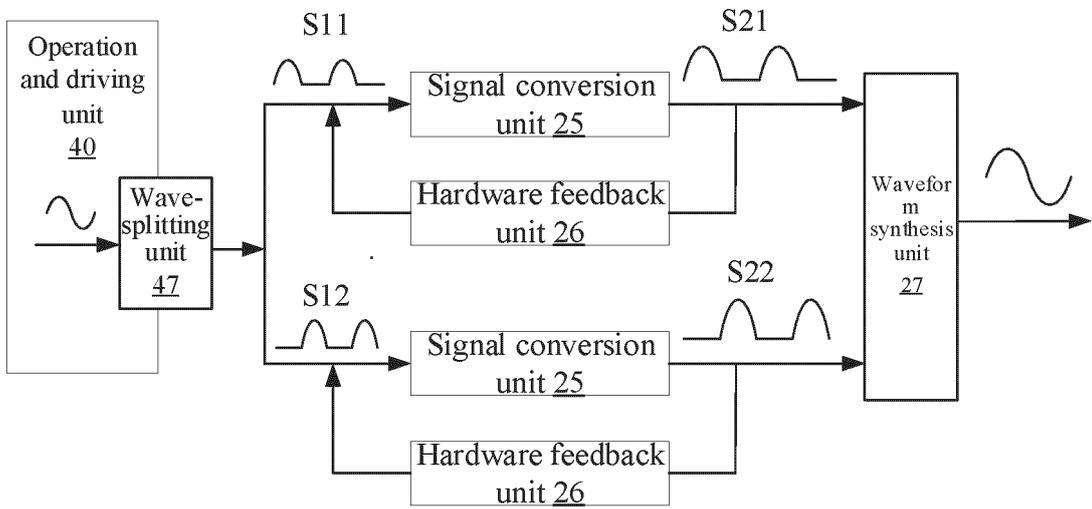 Operation
and driving
unit
40
Wave-
splitting
unit
47
S11
Signal conversion
unit 25
Hardware feedback
unit 26
S21
S12
Signal conversion
unit 25
Hardware feedback
unit 26
S22
Wavefor
m
synthesis
unit
27